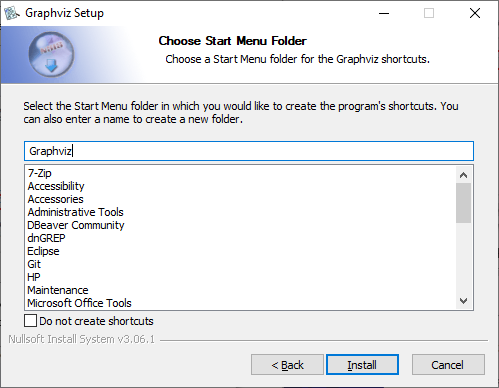 Graphviz Setup
Choose Start Menu Folder
Choose a Start Menu folder for the Graphviz shortcuts.
Select the Start Menu folder in which you would like to create the program's shortcuts. You
can also enter a name to create a new folder.
Graphviz
7-Zip
Accessibility
Accessories
Administrative Tools
DBeaver Community
dnGREP
Eclipse
Git
HP
Maintenance
Microsoft Office Tools
Do not create shortcuts
Nullsoft Install System v3.06.1
< Back
Install
Cancel